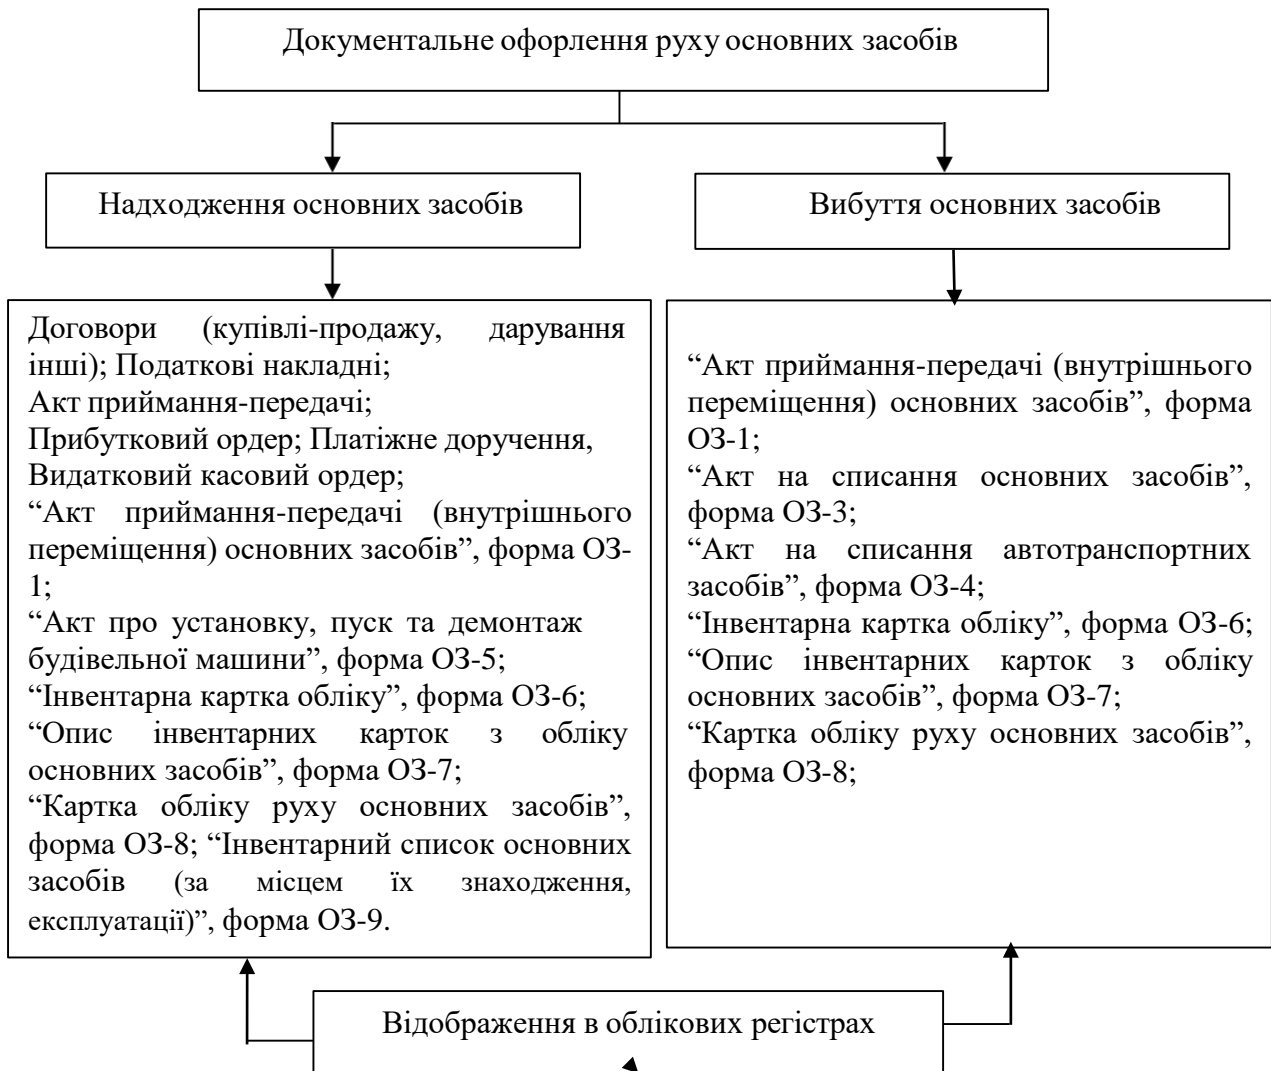 Документальне офорлення руху основних засобів
Надходження основних засобів
Вибуття основних засобів
Договори (купівлі-продажу, дарування
інші); Податкові накладні;
Акт приймання-передачі;
Прибутковий ордер; Платіжне доручення,
Видатковий касовий ордер;
“Акт приймання-передачі (внутрішнього
переміщення) основних засобів”, форма ОЗ-
1;
“Акт про установку, пуск та демонтаж
будівельної машини”, форма ОЗ-5;
“Інвентарна картка обліку”, форма ОЗ-6;
“Опис інвентарних карток з обліку
основних засобів”, форма ОЗ-7;
“Картка обліку руху основних засобів”,
форма ОЗ-8; “Інвентарний список основних
засобів (за місцем їх знаходження,
експлуатації)”, форма ОЗ-9.
“Акт приймання-передачі (внутрішнього
переміщення) основних засобів”, форма
ОЗ-1;
“Акт на списання основних засобів”,
форма ОЗ-3;
“Акт на списання автотранспортних
засобів”, форма ОЗ-4;
“Інвентарна картка обліку”, форма ОЗ-6;
“Опис інвентарних карток з обліку
основних засобів”, форма ОЗ-7;
“Картка обліку руху основних засобів”,
форма ОЗ-8;
Відображення в облікових регістрах